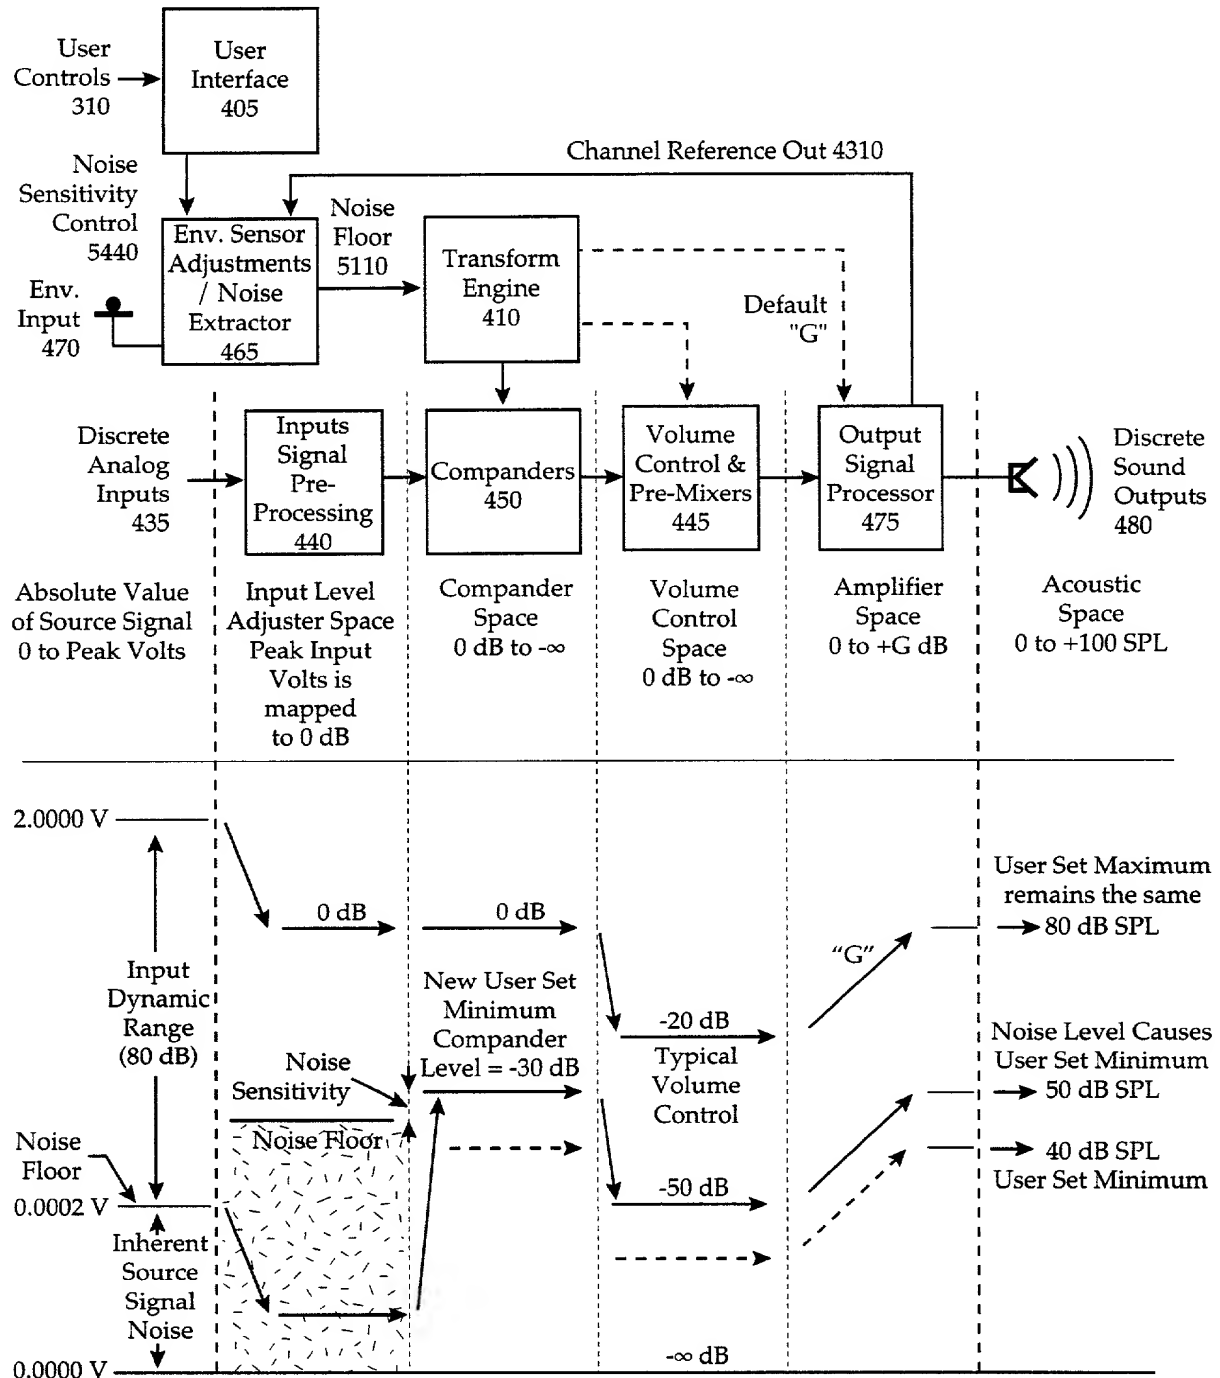 User
Controls
310
User
Interface
405
Noise
Sensitivity
Control
5440
Channel Reference Out 4310
Env. Sensor
Adjustments
/ Noise
Extractor
465
Noise
Floor
5110
Transform
Engine
410
Default
"G"
Env.
Input
470
Discrete
Analog
Inputs
435
Inputs
Signal
Pre-
Processing
440
Companders
450
Volume
Control &
Pre-Mixers
445
Output
Signal
Processor
475
Discrete
Sound
Outputs
480
Absolute Value
of Source Signal
0 to Peak Volts
Input Level
Adjuster Space
Peak Input
Volts is
mapped
to 0 dB
Compander
Space
0 dB to -∞
Volume
Control
Space
0 dB to -∞
Amplifier
Space
0 to +G dB
Acoustic
Space
0 to +100 SPL
2.0000 V
0 dB
0 dB
User Set Maximum
remains the same
80 dB SPL
"G"
Input
Dynamic
Range
(80 dB)
New User Set
Minimum
Compander
Level = -30 dB
-20 dB
Typical
Volume
Control
Noise
Sensitivity
Noise Level Causes
User Set Minimum
50 dB SPL
Noise Floor
40 dB SPL
User Set Minimum
Noise
Floor
0.0002 V
-50 dB
Inherent
Source
Signal
Noise
-∞ dB
0.0000 V